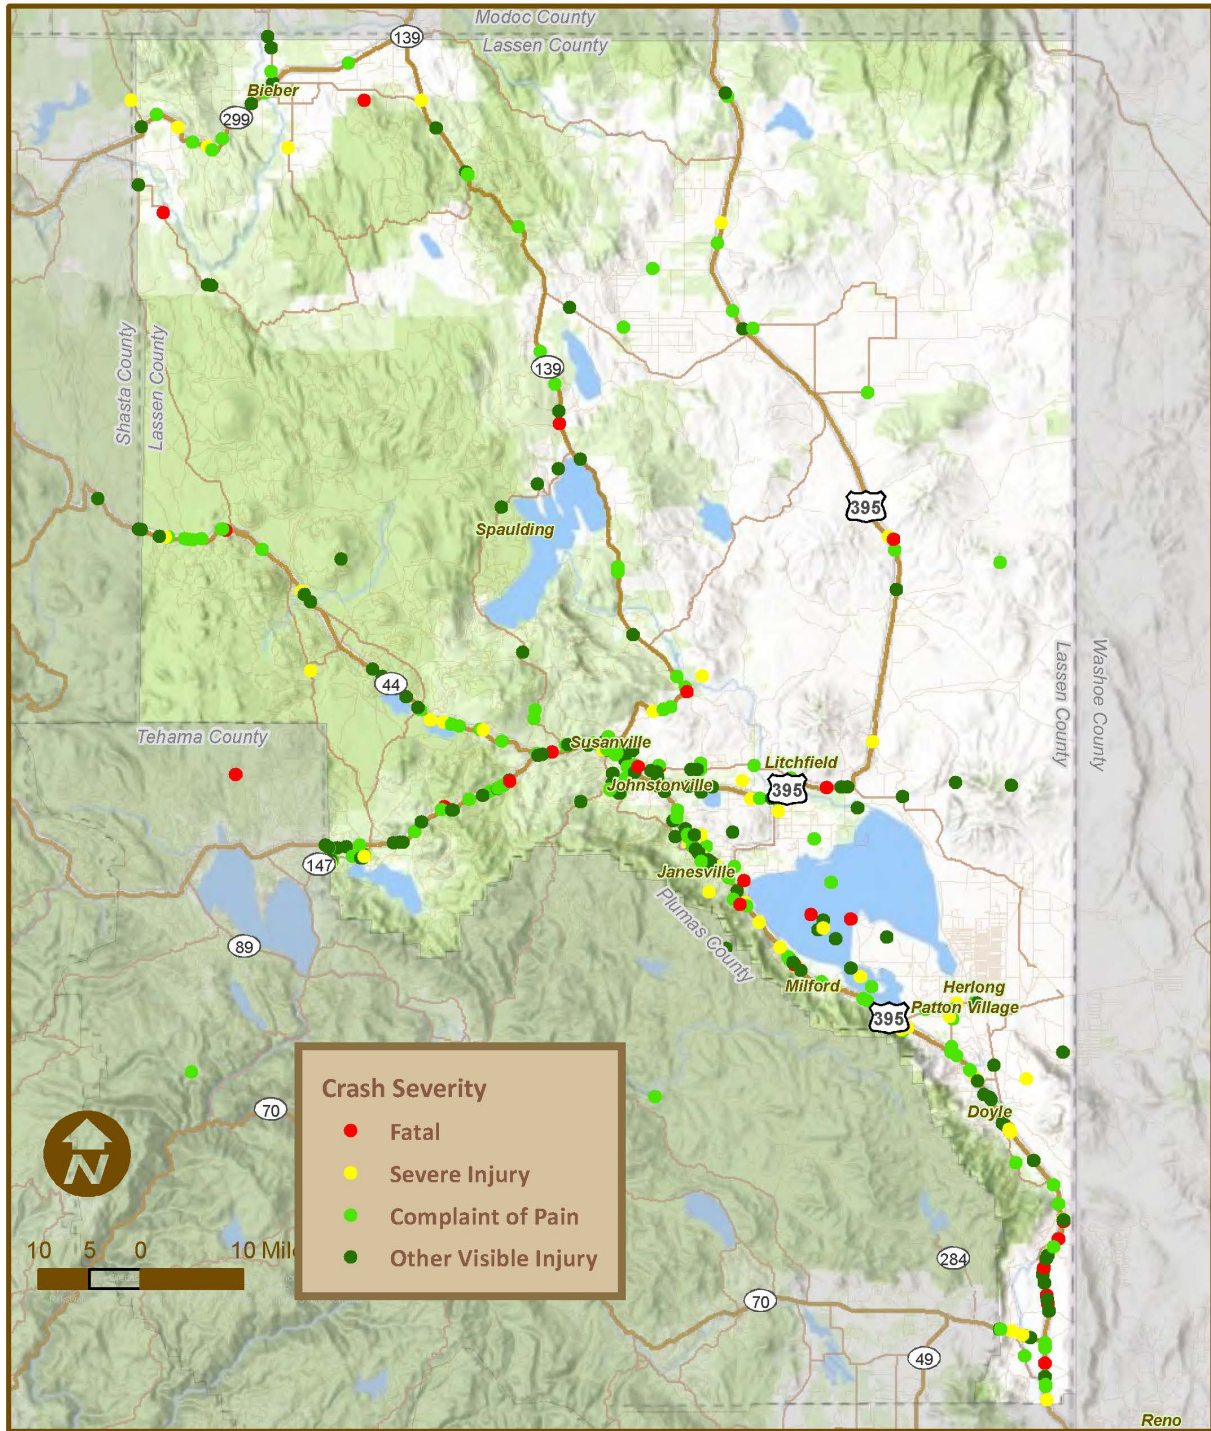 Modoc County
139
Lassen County
Bieber
299
Shasta County
Lassen County
139
395
Spaulding
Lassen County
Washoe County
44
Tehama County
Susanville
Litchfield
Johnstonville
395
147
Janesville
Plumas County
89
Milford
Herlong
Patton Village
395
Crash Severity
Fatal
Severe Injury
Complaint of Pain
Other Visible Injury
70
Doyle
N
10 5 0 10 Mil
284
70
49
Reno